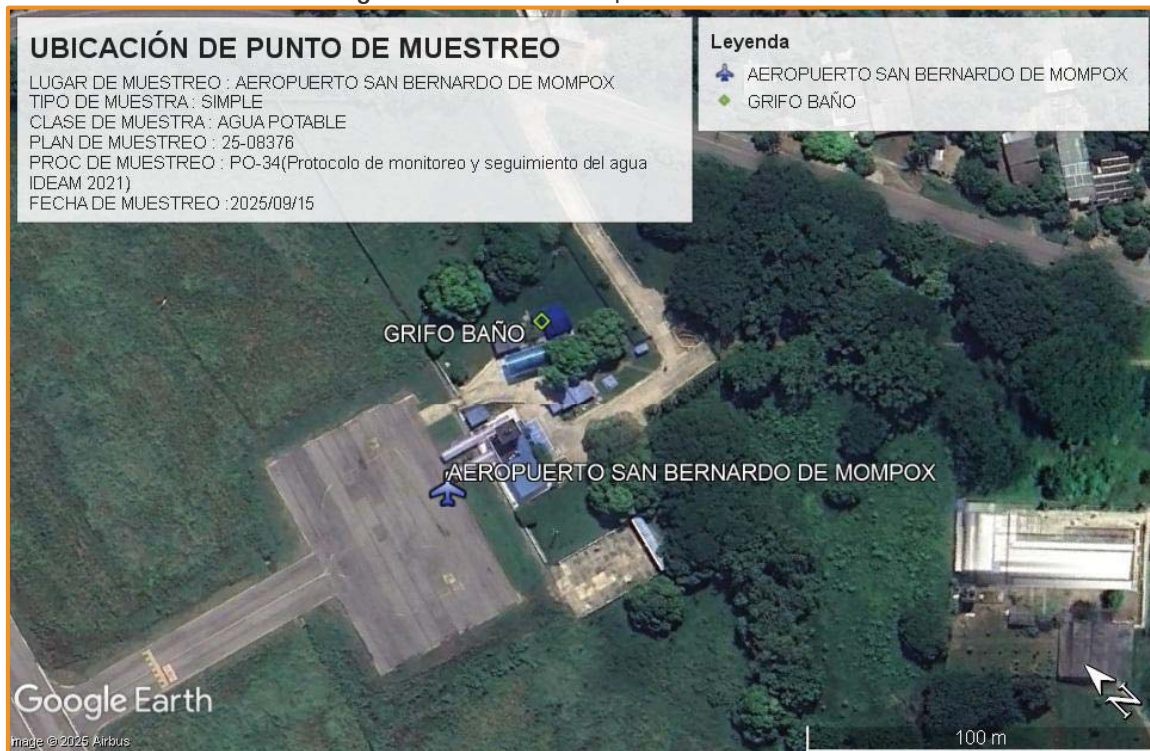 UBICACIÓN DE PUNTO DE MUESTREO
LUGAR DE MUESTREO : AEROPUERTO SAN BERNARDO DE MOMPOX
TIPO DE MUESTRA : SIMPLE
CLASE DE MUESTRA : AGUA POTABLE
PLAN DE MUESTREO : 25-08376
PROC DE MUESTREO : PO-34(Protocolo de monitoreo y seguimiento del agua
IDEAM 2021)
FECHA DE MUESTREO :2025/09/15
Leyenda
AEROPUERTO SAN BERNARDO DE MOMPOX
GRIFO BAÑO
GRIFO BAÑO
AEROPUERTO SAN BERNARDO DE MOMPOX
Google Earth
Image © 2025 Airbus
100 m
N